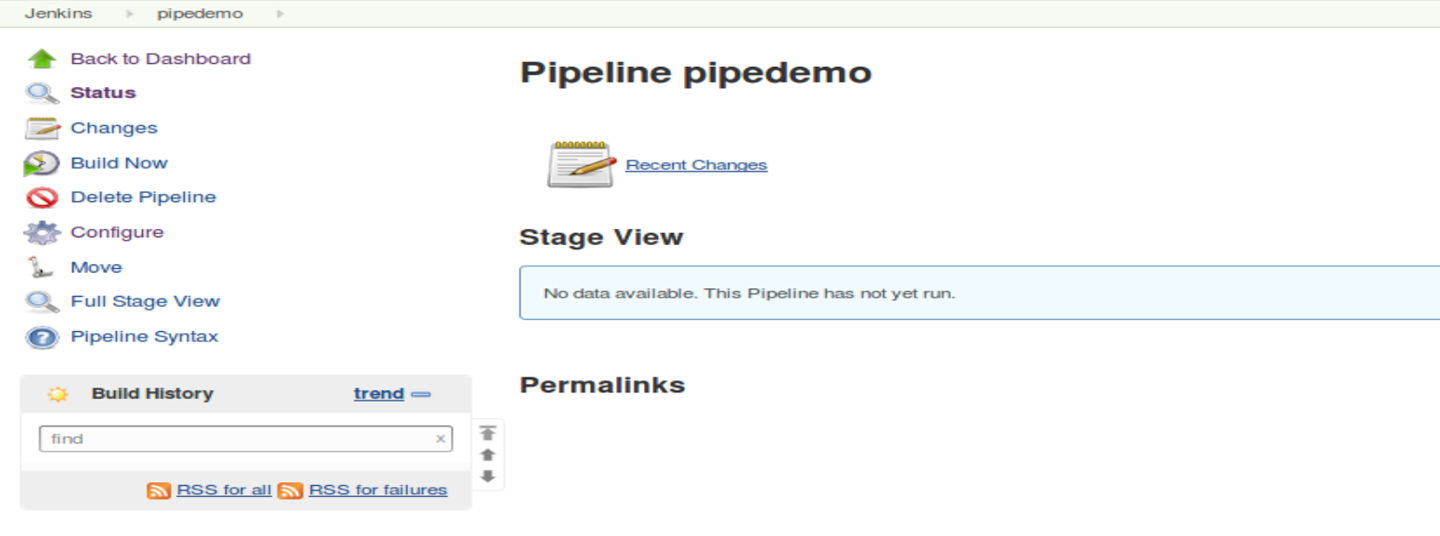 Jenkins pipedemo
Back to Dashboard
Status
Changes
Build Now
Delete Pipeline
Configure
Move
Full Stage View
Pipeline Syntax
Build History trend
find x
RSS for all RSS for failures
Pipeline pipedemo
Recent Changes
Stage View
No data available. This Pipeline has not yet run.
Permalinks